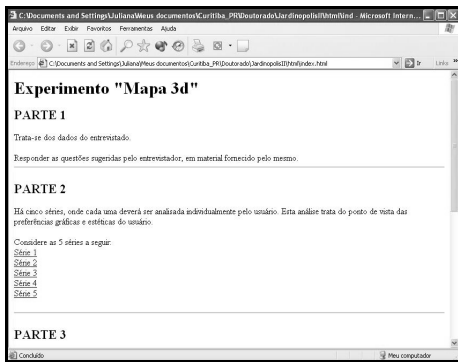 C:\Documents and Settings\Juliana\Meus documentos\Curitiba_PR\Doutorado\JardinopolisII\html\ind - Microsoft Intern...
Arquivo Editar Exibir Favoritos Ferramentas Ajuda
Endereço C:\Documents and Settings\Juliana\Meus documentos\Curitiba_PR\Doutorado\JardinopolisII\html\index.html Ir Links »
Experimento "Mapa 3d"
PARTE 1
Trata-se dos dados do entrevistado.
Responder as questões sugeridas pelo entrevistador, em material fornecido pelo mesmo.
PARTE 2
Há cinco séries, onde cada uma deverá ser analisada individualmente pelo usuário. Esta análise trata do ponto de vista das
preferências gráficas e estéticas do usuário.
Considere as 5 séries a seguir:
Série 1
Série 2
Série 3
Série 4
Série 5
PARTE 3
Concluído Meu computador